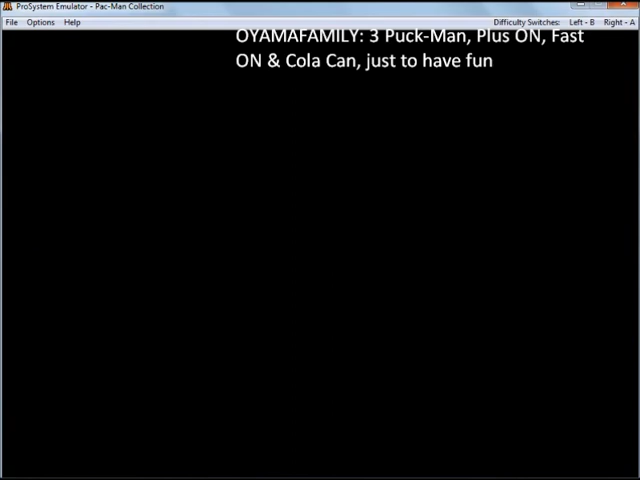 ProSystem Emulator - Pac-Man Collection
File Options Help Difficulty Switches: Left - B Right - A
OYAMAFAMILY: 3 Puck-Man, Plus ON, Fast
ON & Cola Can, just to have fun